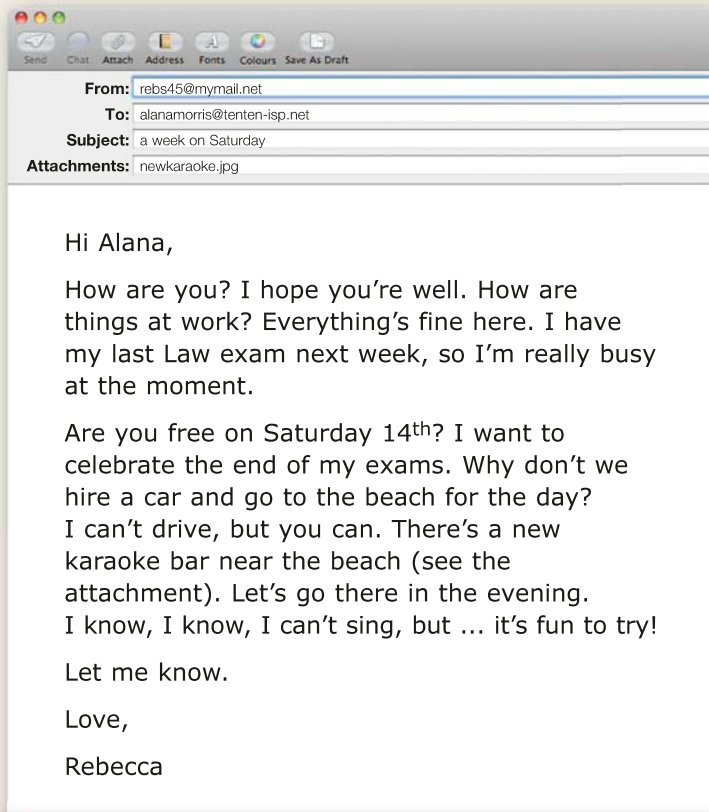 Send Chat Attach Address Fonts Colours Save As Draft
From: rebs45@mymail.net
To: alanamorris@tenten-isp.net
Subject: a week on Saturday
Attachments: newkaraoke.jpg
Hi Alana,
How are you? I hope you're well. How are
things at work? Everything's fine here. I have
my last Law exam next week, so I'm really busy
at the moment.
Are you free on Saturday 14th? I want to
celebrate the end of my exams. Why don't we
hire a car and go to the beach for the day?
I can't drive, but you can. There's a new
karaoke bar near the beach (see the
attachment). Let's go there in the evening.
I know, I know, I can't sing, but ... it's fun to try!
Let me know.
Love,
Rebecca